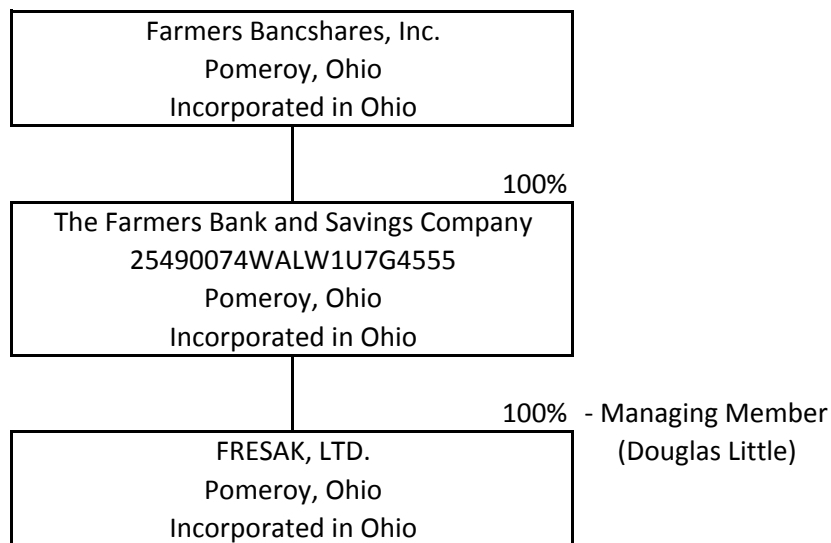 Farmers Bancshares, Inc.
Pomeroy, Ohio
Incorporated in Ohio
100%
The Farmers Bank and Savings Company
25490074WALW1U7G4555
Pomeroy, Ohio
Incorporated in Ohio
100% - Managing Member
(Douglas Little)
FRESAK, LTD.
Pomeroy, Ohio
Incorporated in Ohio